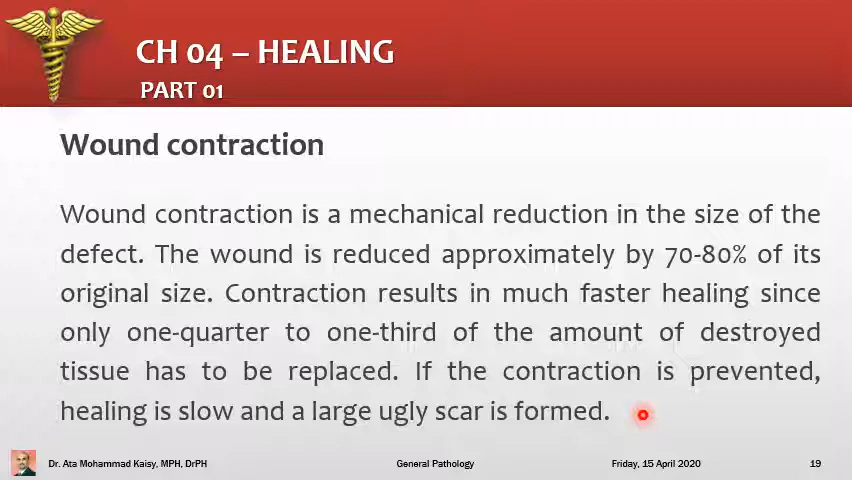 CH 04 – HEALING
PART 01
Wound contraction
Wound contraction is a mechanical reduction in the size of the
defect. The wound is reduced approximately by 70-80% of its
original size. Contraction results in much faster healing since
only one-quarter to one-third of the amount of destroyed
tissue has to be replaced. If the contraction is prevented,
healing is slow and a large ugly scar is formed.
Dr. Ata Mohammad Kaisy, MPH, DrPH General Pathology Friday, 15 April 2020 19